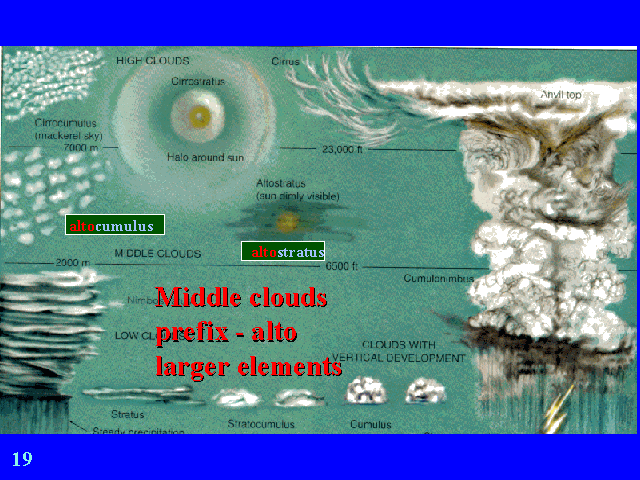 HIGH CLOUDS
Cirrus
Cirrostratus
Anvil top
Cirrocumulus
(mackerel sky)
7000 m
Halo around sun
23,000 ft
Altostratus
(sun dimly visible)
altocumulus
altostratus
MIDDLE CLOUDS
2000 m
6500 ft
Cumulonimbus
Middle clouds
prefix - alto
larger elements
CLOUDS WITH
VERTICAL DEVELOPMENT
Stratus
Stratocumulus
Cumulus
Steady precipitation
19